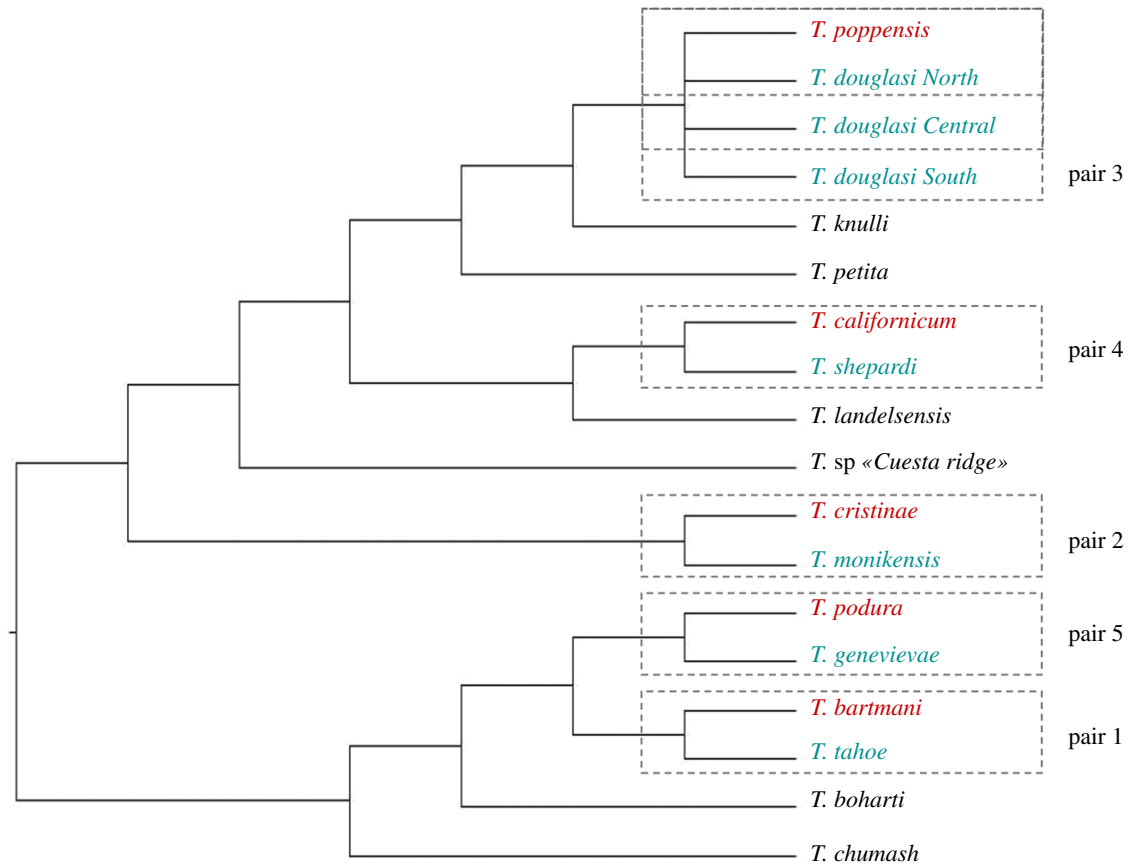 T. poppensis
T. douglasi North
T. douglasi Central
T. douglasi South
pair 3
T. knulli
T. petita
T. californicum
pair 4
T. shepardi
T. landelsensis
T. sp «Cuesta ridge»
T. cristinae
pair 2
T. monikensis
T. podura
pair 5
T. genevievae
T. bartmani
pair 1
T. tahoe
T. boharti
T. chumash